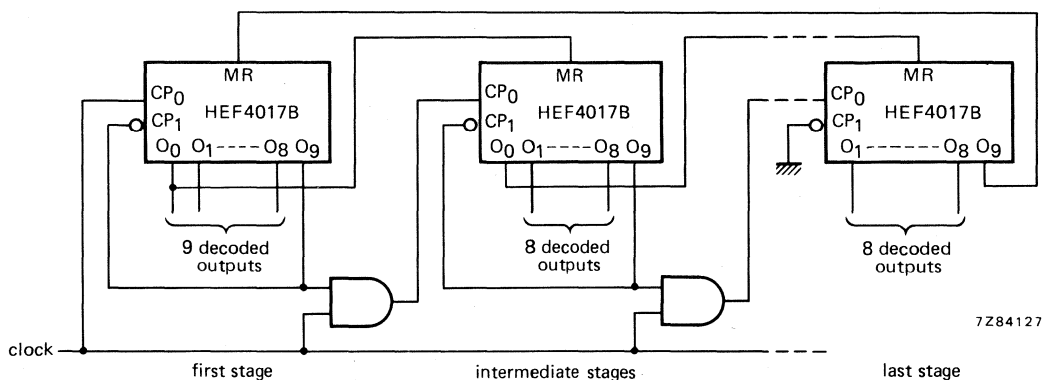 MR
CP0
HEF4017B
CP1
O0 O1 ---- O8 O9
9 decoded
outputs
MR
CP0
HEF4017B
CP1
O0 O1 ----- O8 O9
8 decoded
outputs
MR
CP0
HEF4017B
CP1
O1 ------- O8 O9
8 decoded
outputs
7Z84127
clock
first stage
intermediate stages
last stage